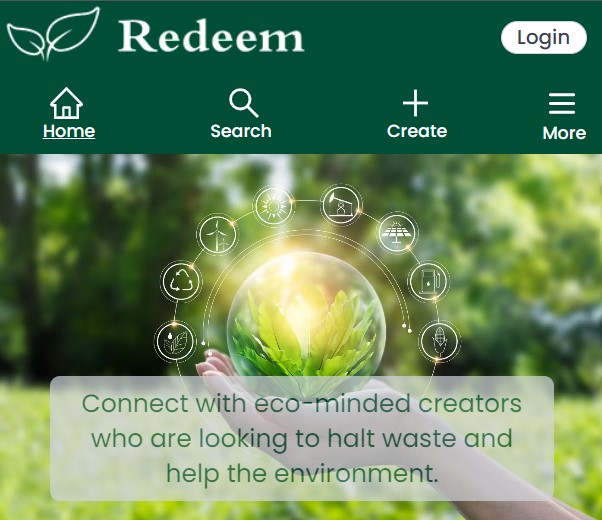 Redeem
Login
Home
Search
Create
More
Connect with eco-minded creators
who are looking to halt waste and
help the environment.